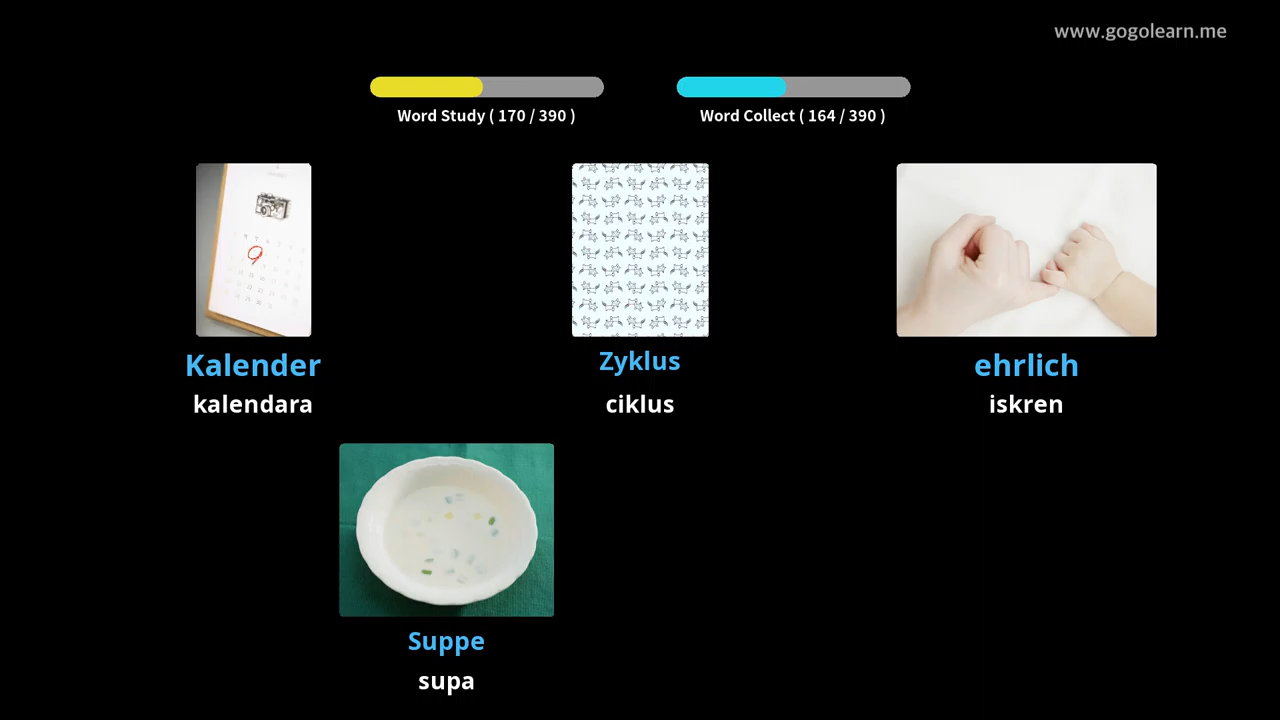 www.gogolearn.me
Word Study ( 170 / 390 )
Word Collect ( 164 / 390 )
Kalender
kalendara
Zyklus
ciklus
ehrlich
iskren
Suppe
supa